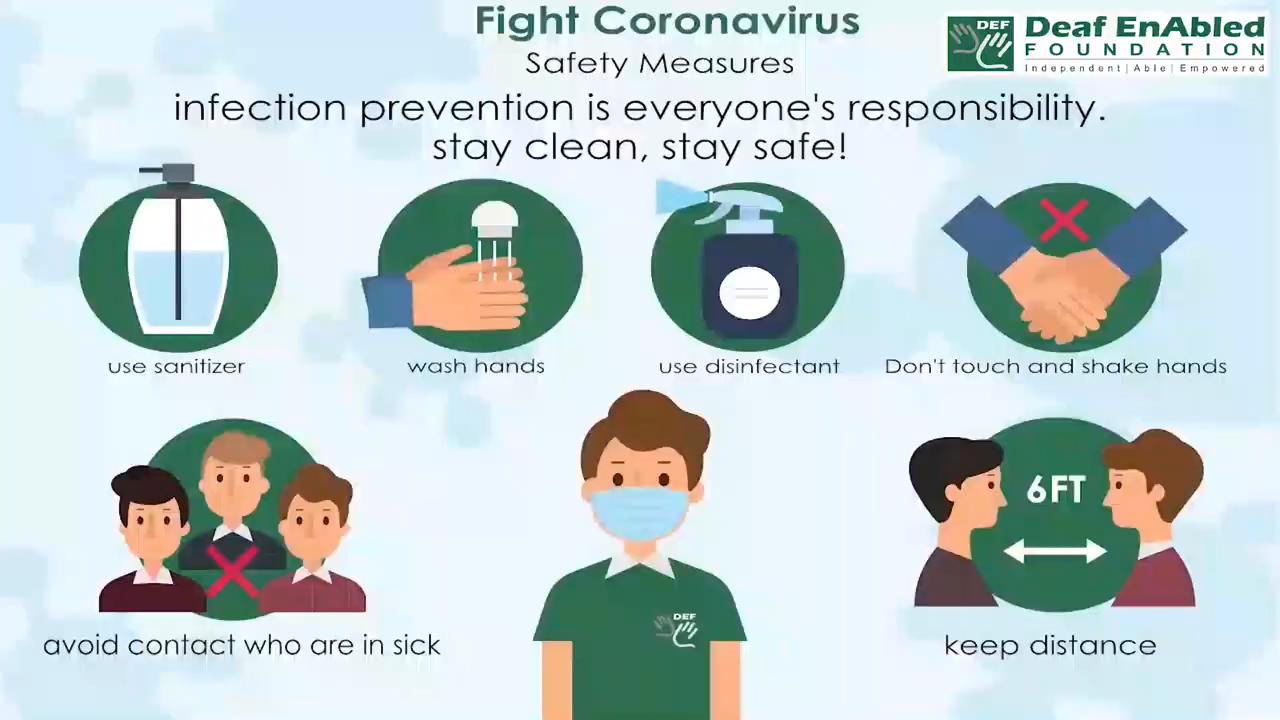 Fight Coronavirus
Safety Measures
DEF
Deaf EnAbled
FOUNDATION
Independent | Able | Empowered
infection prevention is everyone's responsibility.
stay clean, stay safe!
use sanitizer
wash hands
use disinfectant
Don't touch and shake hands
6FT
DEF
avoid contact who are in sick
keep distance